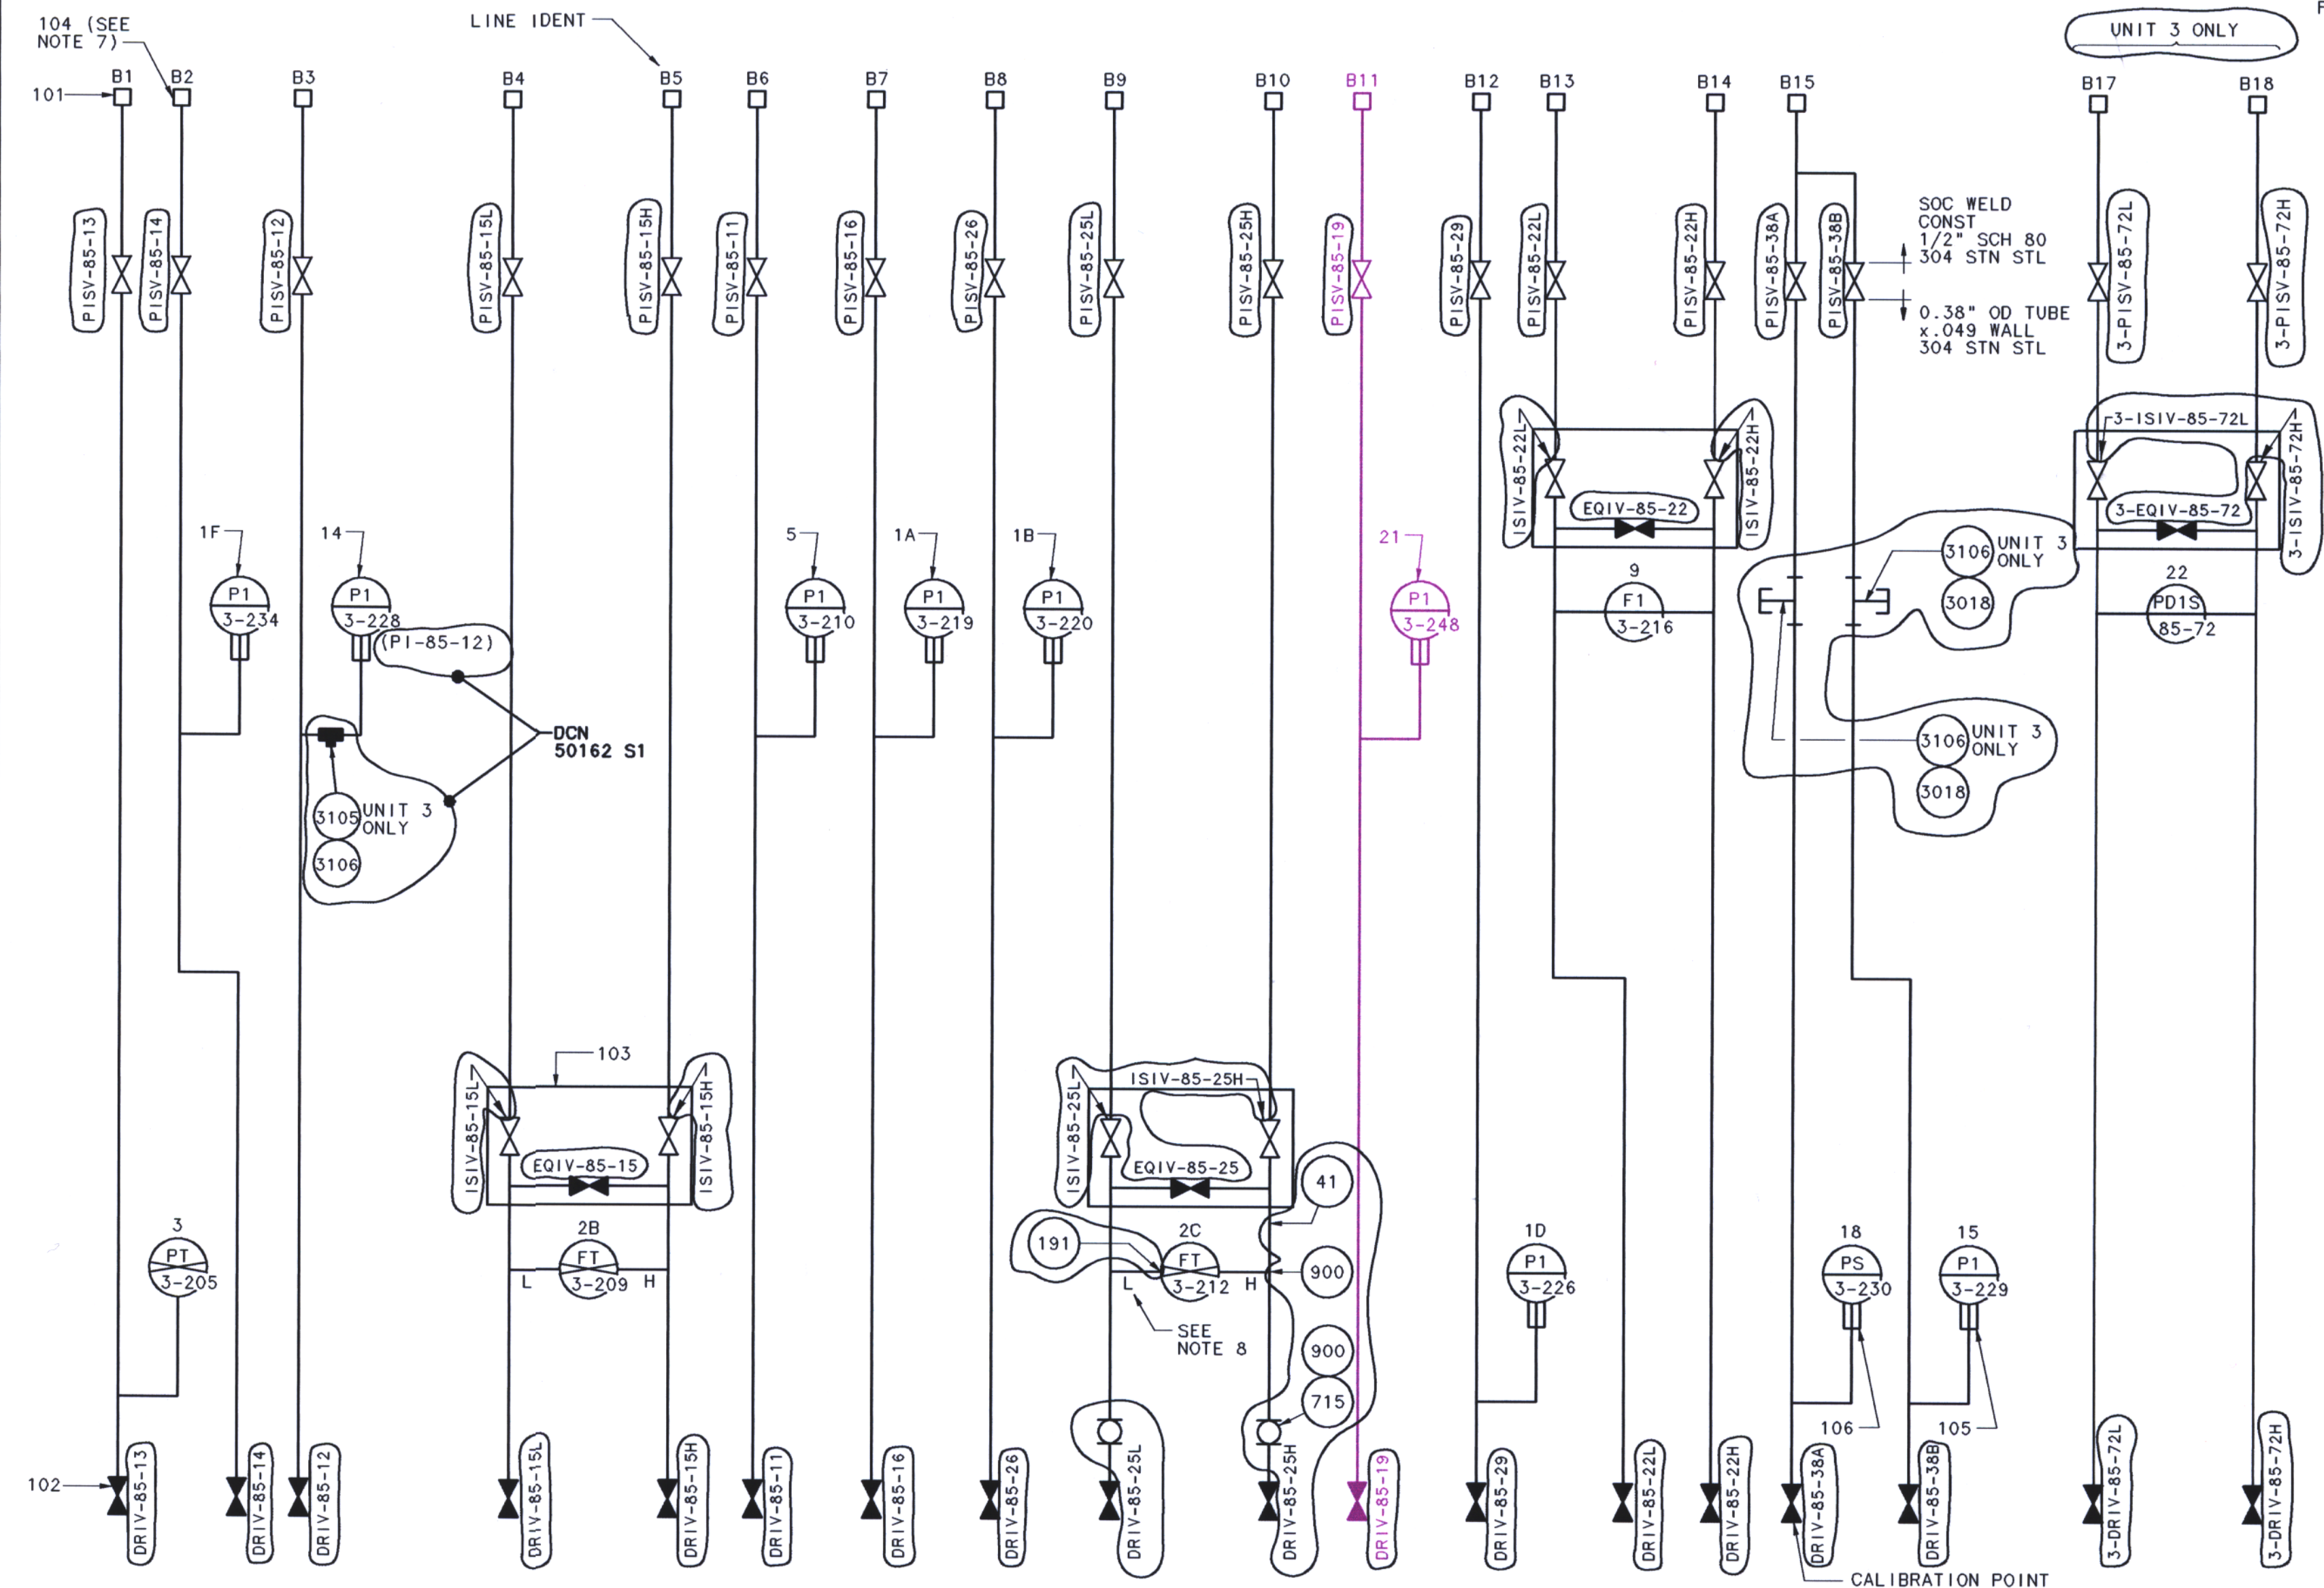 104 (SEE
NOTE 7)
LINE IDENT
UNIT 3 ONLY
F
101
B1
B2
B3
B4
B5
B6
B7
B8
B9
B10
B11
B12
B13
B14
B15
B17
B18
PISV-85-13
PISV-85-14
PISV-85-12
PISV-85-15L
PISV-85-15H
PISV-85-11
PISV-85-16
PISV-85-26
PISV-85-25L
PISV-85-25H
PISV-85-19
PISV-85-29
PISV-85-22L
PISV-85-22H
PISV-85-38A
PISV-85-38B
SOC WELD
CONST
1/2" SCH 80
304 STN STL
0.38" OD TUBE
x.049 WALL
304 STN STL
3-PISV-85-72L
3-PISV-85-72H
ISIV-85-22L
ISIV-85-22H
EQIV-85-22
3-ISIV-85-72L
3-ISIV-85-72H
3-EQIV-85-72
1F
P1
3-234
14
P1
3-228
(PI-85-12)
5
P1
3-210
1A
P1
3-219
1B
P1
3-220
21
P1
3-248
9
F1
3-216
3106
UNIT 3
ONLY
3018
22
PD1S
85-72
DCN
50162 S1
3105
UNIT 3
ONLY
3106
3106
UNIT 3
ONLY
3018
103
ISIV-85-15L
ISIV-85-15H
EQIV-85-15
ISIV-85-25L
ISIV-85-25H
EQIV-85-25
41
3
PT
3-205
2B
FT
3-209
L
H
191
2C
FT
3-212
L
H
900
SEE
NOTE 8
900
715
1D
P1
3-226
18
PS
3-230
15
P1
3-229
106
105
102
DRIV-85-13
DRIV-85-14
DRIV-85-12
DRIV-85-15L
DRIV-85-15H
DRIV-85-11
DRIV-85-16
DRIV-85-26
DRIV-85-25L
DRIV-85-25H
DRIV-85-19
DRIV-85-29
DRIV-85-22L
DRIV-85-22H
DRIV-85-38A
DRIV-85-38B
3-DRIV-85-72L
3-DRIV-85-72H
CALIBRATION POINT